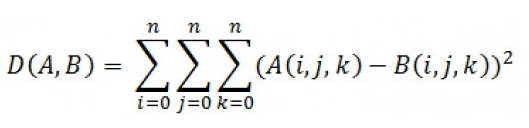 n n n
D(A,B) = ∑∑∑(A(i,j,k) − B(i,j,k))²
i=0 j=0 k=0